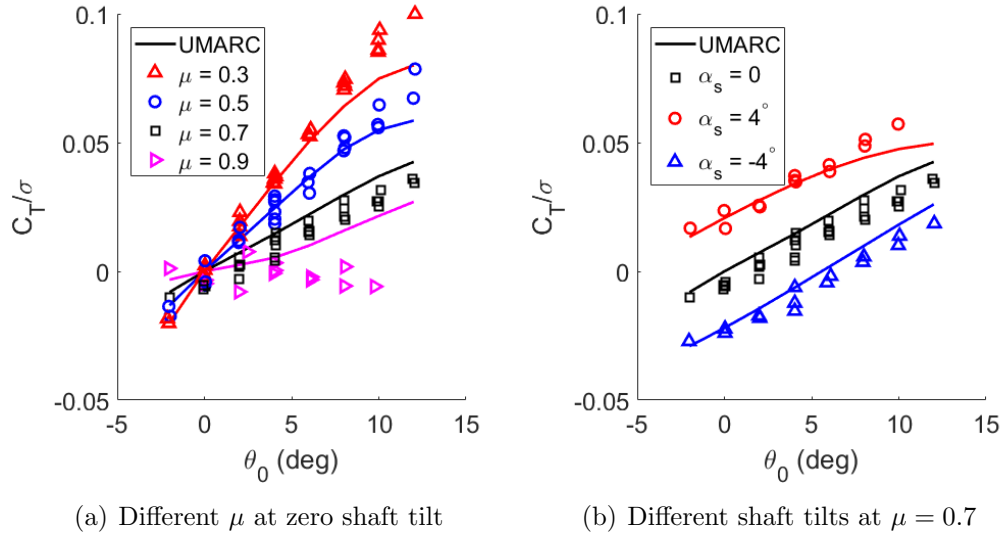 0.1
0.05
0
-0.05
C_T/σ
UMARC
μ = 0.3
μ = 0.5
μ = 0.7
μ = 0.9
-5 0 5 10 15
θ_0 (deg)
(a) Different μ at zero shaft tilt
0.1
0.05
0
-0.05
C_T/σ
UMARC
α_s = 0
α_s = 4°
α_s = -4°
-5 0 5 10 15
θ_0 (deg)
(b) Different shaft tilts at μ = 0.7